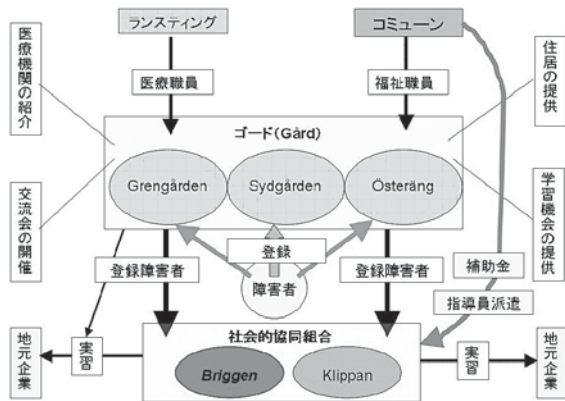 ランスティング
コミューン
医療機関の紹介
医療職員
福祉職員
住居の提供
ゴード(Gård)
Grengården
Sydgården
Österäng
交流会の開催
学習機会の提供
登録
登録障害者
障害者
登録障害者
補助金
指導員派遣
社会的協同組合
地元企業
実習
Briggen
Klippan
実習
地元企業